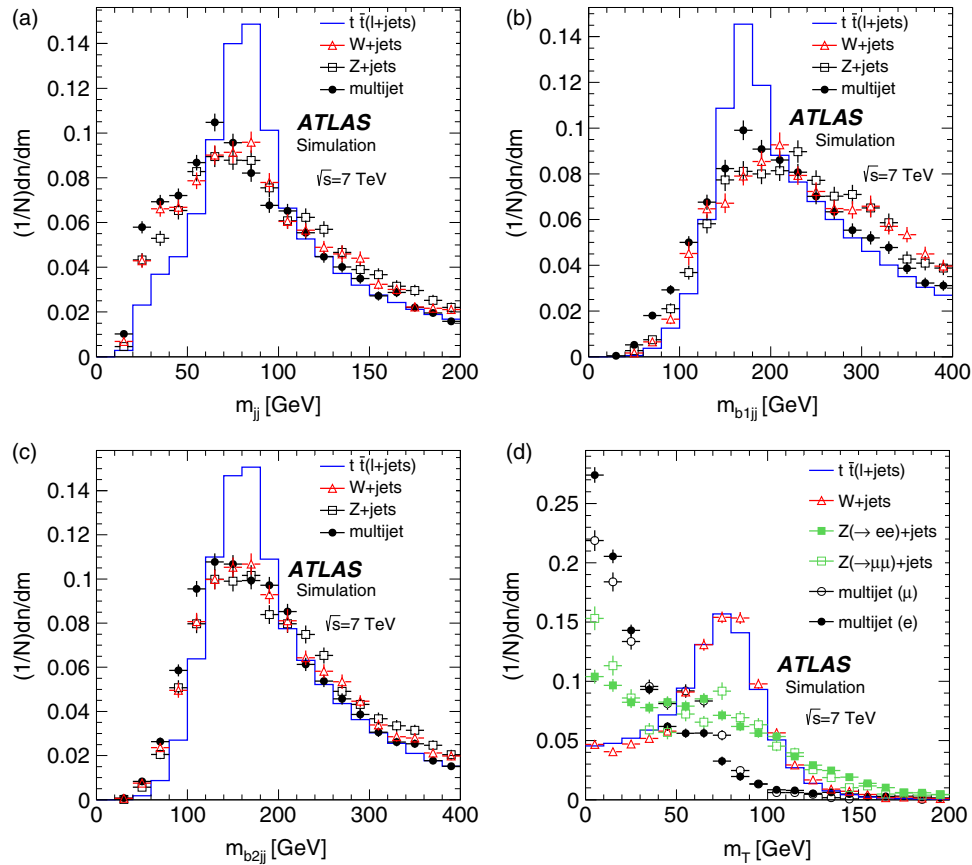 (a)
t t̄(l+jets)
W+jets
Z+jets
multijet
ATLAS
Simulation
√s=7 TeV
(1/N)dn/dm
0.14
0.12
0.1
0.08
0.06
0.04
0.02
0
0 50 100 150 200
m_jj [GeV]
(b)
t t̄(l+jets)
W+jets
Z+jets
multijet
ATLAS
Simulation
√s=7 TeV
(1/N)dn/dm
0.14
0.12
0.1
0.08
0.06
0.04
0.02
0
0 100 200 300 400
m_b1jj [GeV]
(c)
t t̄(l+jets)
W+jets
Z+jets
multijet
ATLAS
Simulation
√s=7 TeV
(1/N)dn/dm
0.14
0.12
0.1
0.08
0.06
0.04
0.02
0
0 100 200 300 400
m_b2jj [GeV]
(d)
t t̄(l+jets)
W+jets
Z(→ ee)+jets
Z(→μμ)+jets
multijet (μ)
multijet (e)
ATLAS
Simulation
√s=7 TeV
(1/N)dn/dm
0.25
0.2
0.15
0.1
0.05
0
0 50 100 150 200
m_T [GeV]